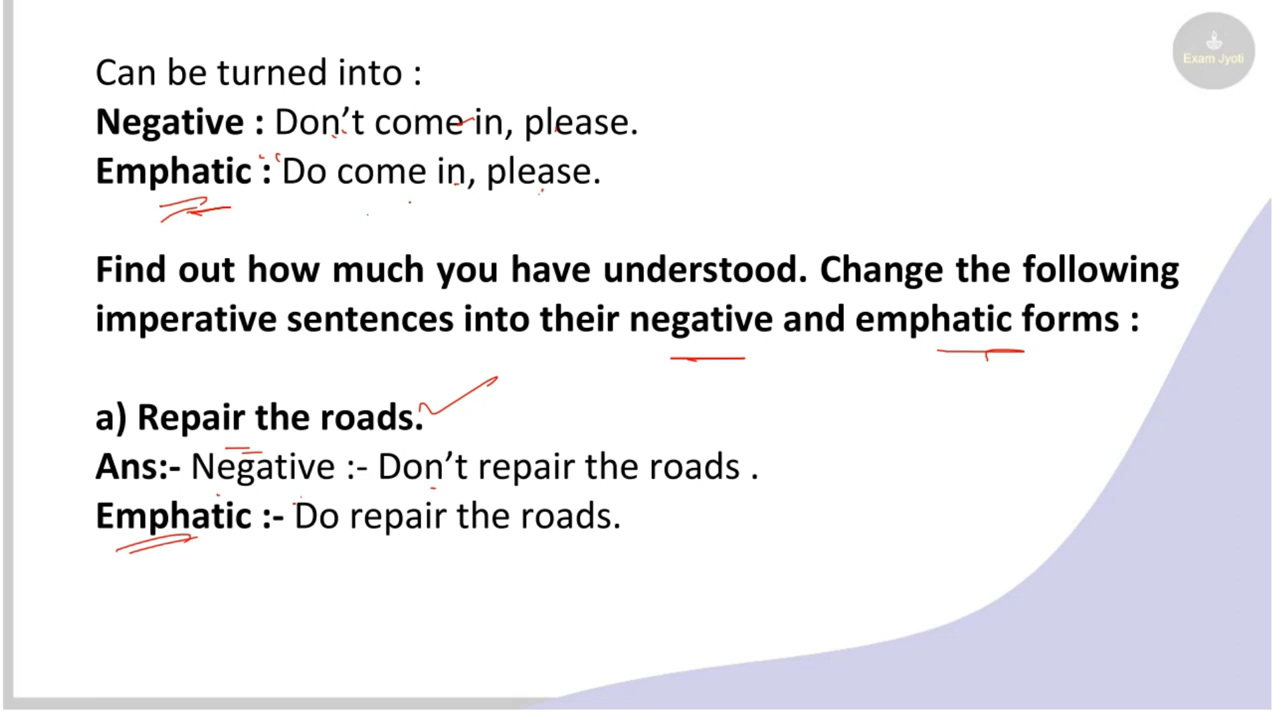 Exam Jyoti
Can be turned into :
Negative : Don’t come in, please.
Emphatic : Do come in, please.
Find out how much you have understood. Change the following
imperative sentences into their negative and emphatic forms :
a) Repair the roads.
Ans:- Negative :- Don’t repair the roads .
Emphatic :- Do repair the roads.